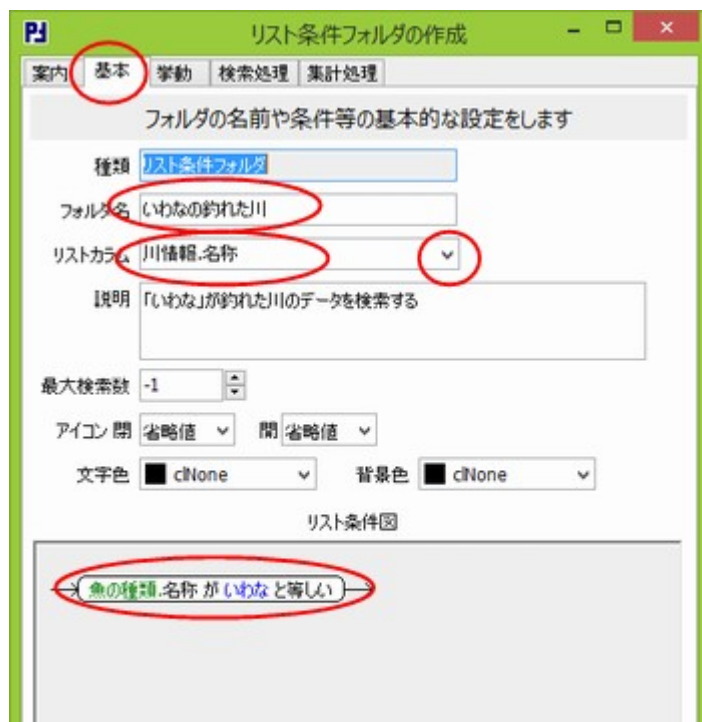 リスト条件フォルダの作成
案内 基本 挙動 検索処理 集計処理
フォルダの名前や条件等の基本的な設定をします
種類 リスト条件フォルダ
フォルダ名 いわなの釣れた川
リストカラム 川情報.名称
説明 「いわな」が釣れた川のデータを検索する
最大検索数 -1
アイコン 閉 省略値 開 省略値
文字色 clNone 背景色 clNone
リスト条件図
魚の種類.名称 が いわな と等しい